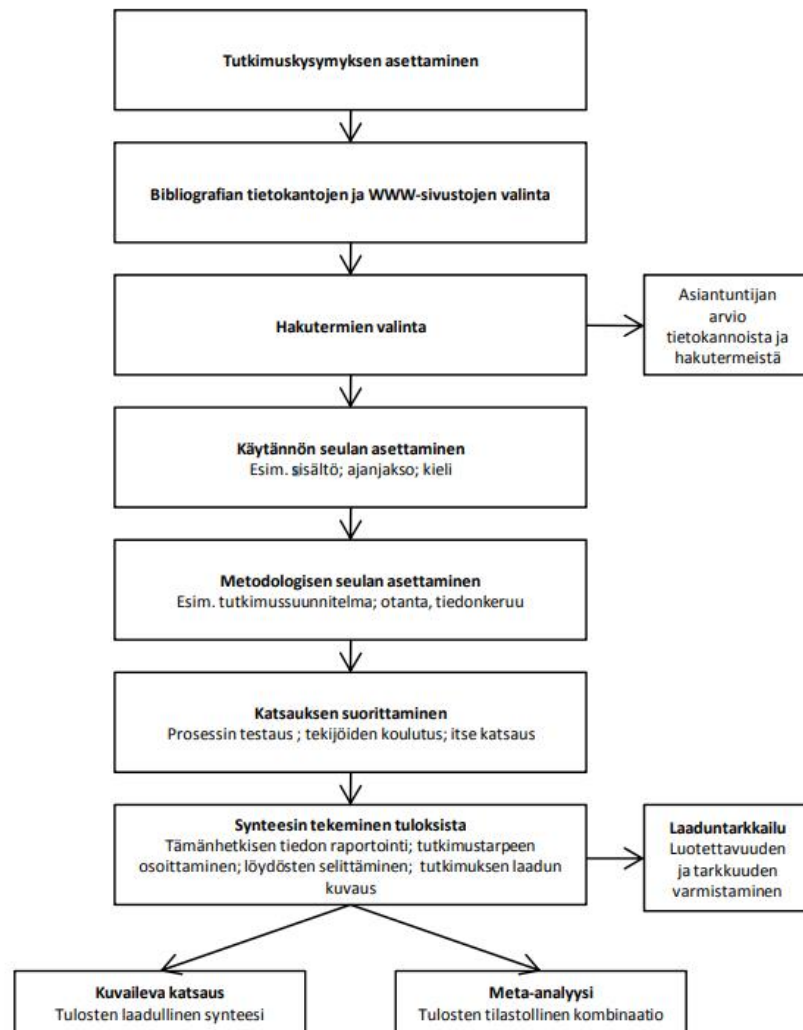 Tutkimuskysymyksen asettaminen
Bibliografian tietokantojen ja WWW-sivustojen valinta
Hakutermien valinta
Asiantuntijan
arvio
tietokannoista ja
hakutermeistä
Käytännön seulan asettaminen
Esim. sisältö; ajanjakso; kieli
Metodologisen seulan asettaminen
Esim. tutkimussuunnitelma; otanta, tiedonkeruu
Katsauksen suorittaminen
Prosessin testaus ; tekijöiden koulutus; itse katsaus
Synteesin tekeminen tuloksista
Tämänhetkisen tiedon raportointi; tutkimustarpeen
osoittaminen; löydösten selittäminen; tutkimuksen laadun
kuvaus
Laaduntarkkailu
Luotettavuuden
ja tarkkuuden
varmistaminen
Kuvaileva katsaus
Tulosten laadullinen synteesi
Meta-analyysi
Tulosten tilastollinen kombinaatio